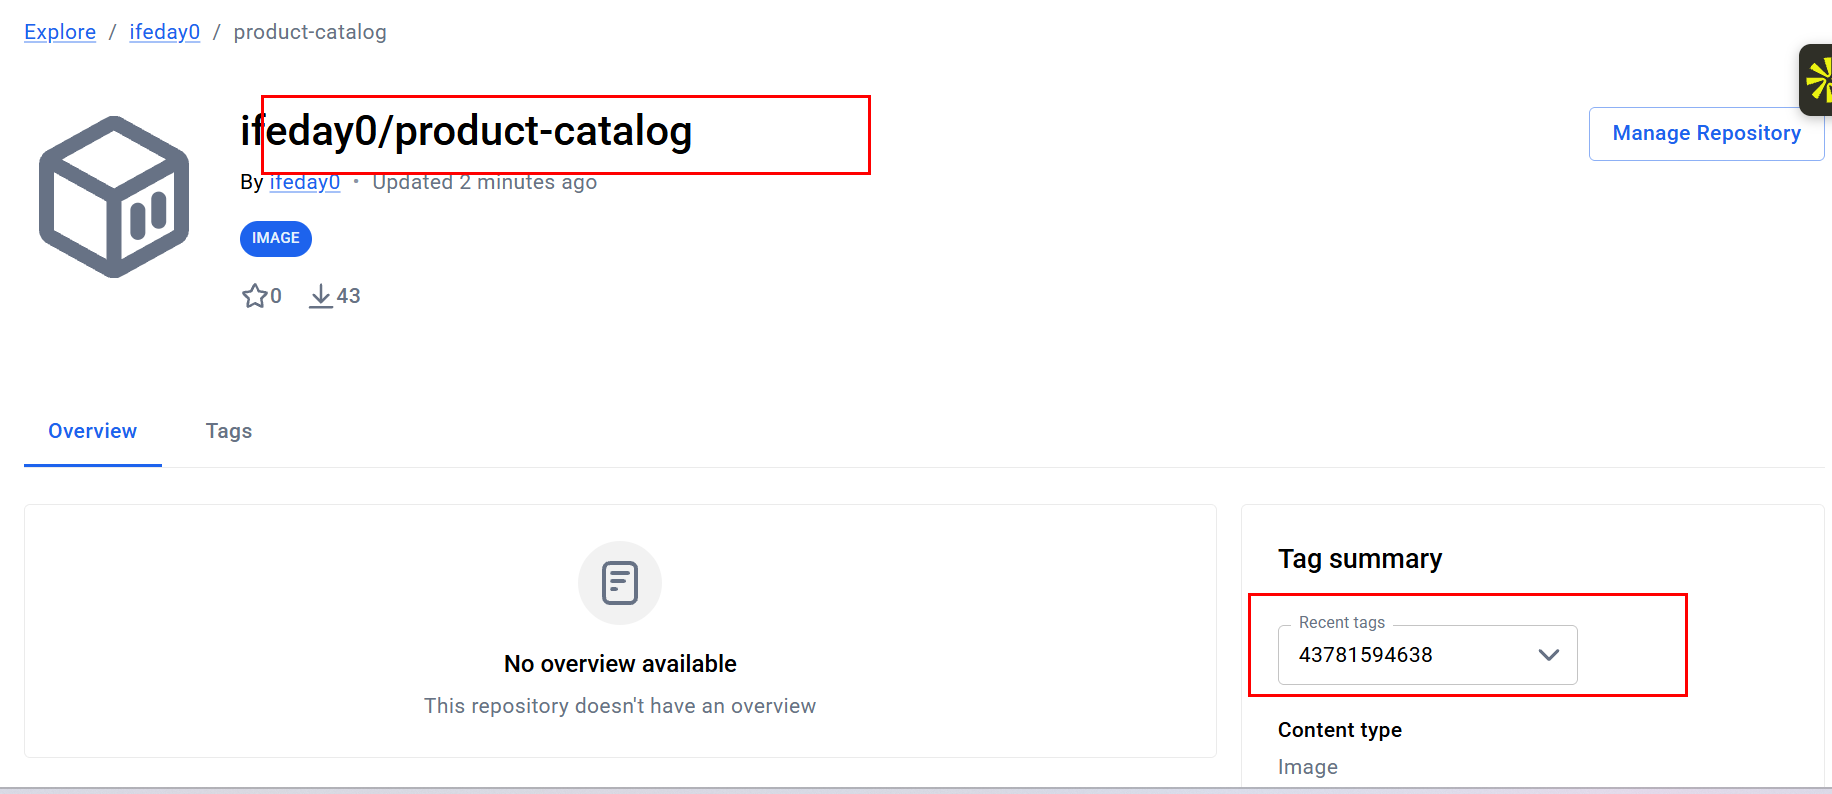 Explore / ifeday0 / product-catalog
ifeday0/product-catalog
Manage Repository
By ifeday0 • Updated 2 minutes ago
IMAGE
0 43
Overview Tags
No overview available
This repository doesn't have an overview
Tag summary
Recent tags
43781594638
Content type
Image